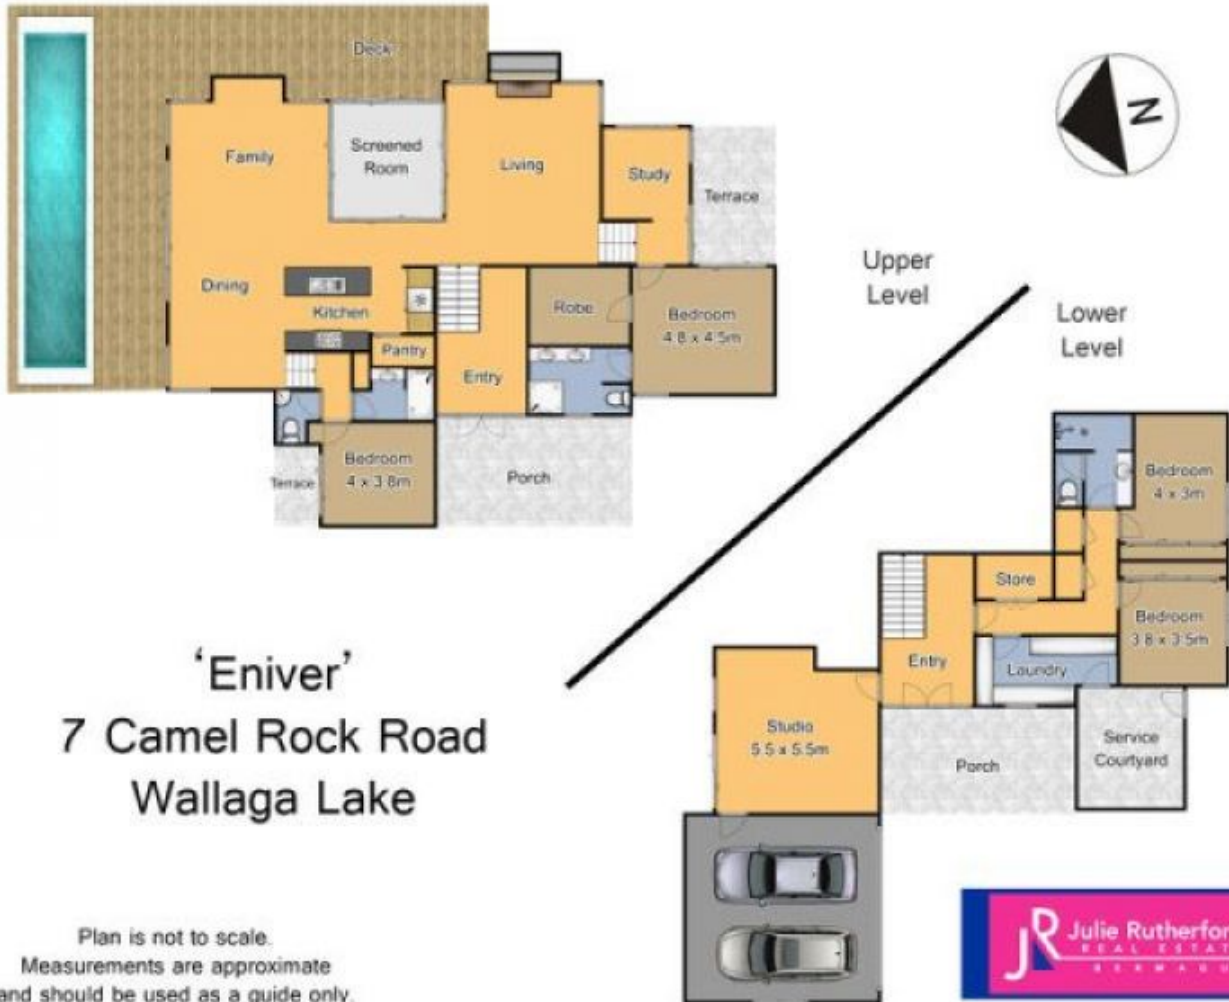 Deck
Family
Screened
Room
Living
Study
Terrace
Dining
Kitchen
Pantry
Entry
Robe
Bedroom
4.8 x 4.5m
Bedroom
4 x 3.8m
Terrace
Porch
N
Upper
Level
Lower
Level
Bedroom
4 x 3m
Store
Bedroom
3.8 x 3.5m
Entry
Laundry
Studio
5.5 x 5.5m
Porch
Service
Courtyard
‘Eniver’
7 Camel Rock Road
Wallaga Lake
Plan is not to scale.
Measurements are approximate
and should be used as a guide only.
JR Julie Rutherfor
REAL ESTAT
BERMAGU